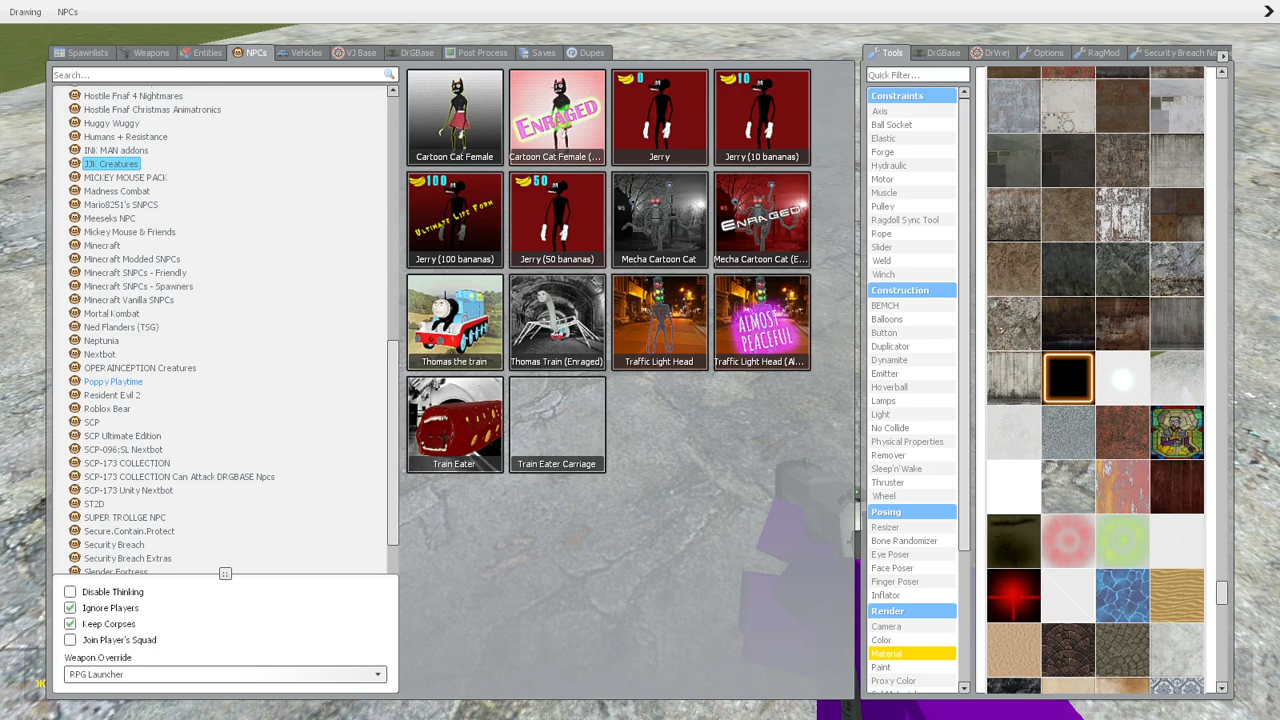 Drawing NPCs
Spawnlists Weapons Entities NPCs Vehicles VJ Base DrGBase Post Process Saves Dupes
Search...
Hostile Fnaf 4 Nightmares
Hostile Fnaf Christmas Animatronics
Huggy Wuggy
Humans + Resistance
INK MAN addons
JJK Creatures
MICKEY MOUSE PACK
Madness Combat
Mario8251's SNPCS
Meeseks NPC
Mickey Mouse & Friends
Minecraft
Minecraft Modded SNPCs
Minecraft SNPCs - Friendly
Minecraft SNPCs - Spawners
Minecraft Vanilla SNPCs
Mortal Kombat
Ned Flanders (TSG)
Neptunia
Nextbot
OPERAINCEPTION Creatures
Poppy Playtime
Resident Evil 2
Roblox Bear
SCP
SCP Ultimate Edition
SCP-096:SL Nextbot
SCP-173 COLLECTION
SCP-173 COLLECTION Can Attack DRGBASE Npcs
SCP-173 Unity Nextbot
ST2D
SUPER TROLLGE NPC
Secure.Contain.Protect
Security Breach
Security Breach Extras
Slender Fortress
Disable Thinking
Ignore Players
Keep Corpses
Join Player's Squad
Weapon Override
RPG Launcher
ENRAGED
0
10
Cartoon Cat Female
Cartoon Cat Female (...
Jerry
Jerry (10 bananas)
100
ULTIMATE LIFE FORM
50
ENRAGED
Jerry (100 bananas)
Jerry (50 bananas)
Mecha Cartoon Cat
Mecha Cartoon Cat (E...
ALMOST
PEACEFUL
Thomas the train
Thomas Train (Enraged)
Traffic Light Head
Traffic Light Head (Al...
Train Eater
Train Eater Carriage
Tools DrGBase DrVrej Options RagMod Security Breach Ne
Quick Filter...
Constraints
Axis
Ball Socket
Elastic
Forge
Hydraulic
Motor
Muscle
Pulley
Ragdoll Sync Tool
Rope
Slider
Weld
Winch
Construction
BEMCH
Balloons
Button
Duplicator
Dynamite
Emitter
Hoverball
Lamps
Light
No Collide
Physical Properties
Remover
Sleep'n'Wake
Thruster
Wheel
Posing
Resizer
Bone Randomizer
Eye Poser
Face Poser
Finger Poser
Inflator
Render
Camera
Color
Material
Paint
Proxy Color